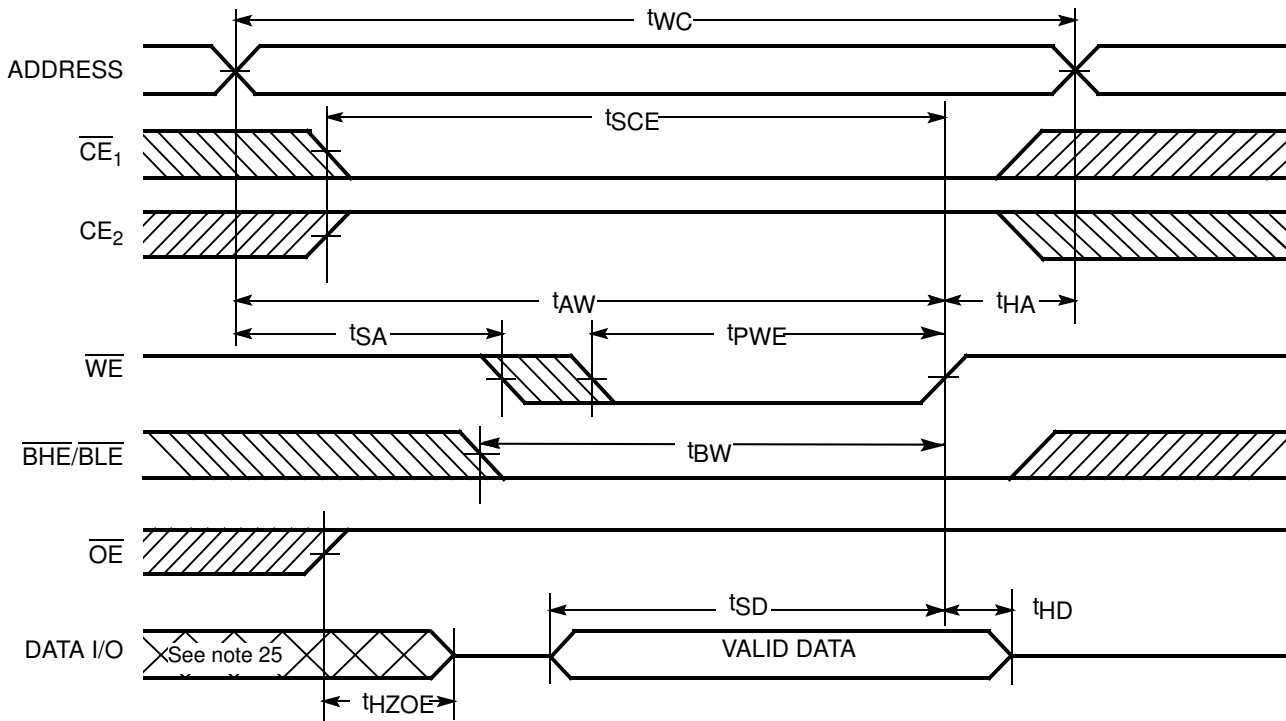 tWC
ADDRESS
tSCE
CE1
CE2
tAW
tHA
tSA
tPWE
WE
BHE/BLE
tBW
OE
tSD
tHD
DATA I/O
See note 25
VALID DATA
tHZOE